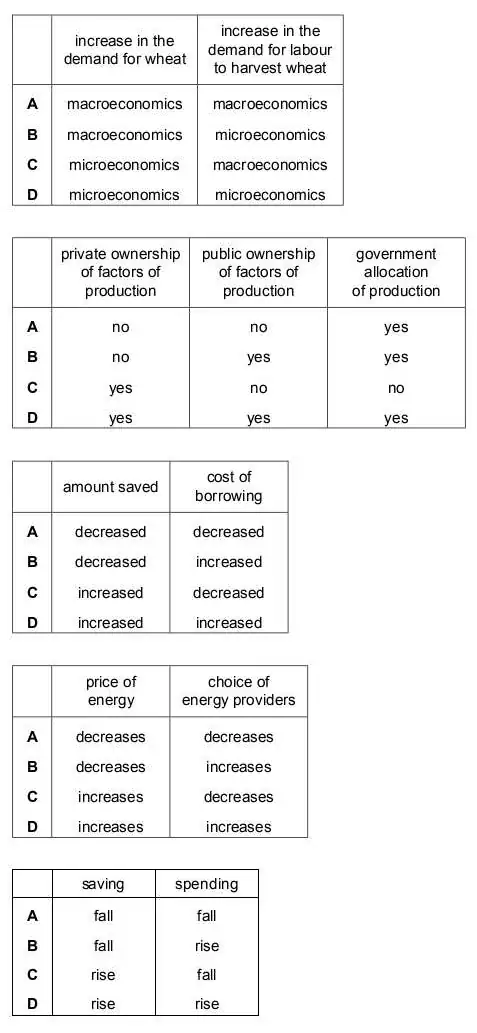 increase in the demand for wheat | increase in the demand for labour to harvest wheat
A macroeconomics macroeconomics
B macroeconomics microeconomics
C microeconomics macroeconomics
D microeconomics microeconomics
private ownership of factors of production | public ownership of factors of production | government allocation of production
A no no yes
B no yes yes
C yes no no
D yes yes yes
amount saved | cost of borrowing
A decreased decreased
B decreased increased
C increased decreased
D increased increased
price of energy | choice of energy providers
A decreases decreases
B decreases increases
C increases decreases
D increases increases
saving | spending
A fall fall
B fall rise
C rise fall
D rise rise